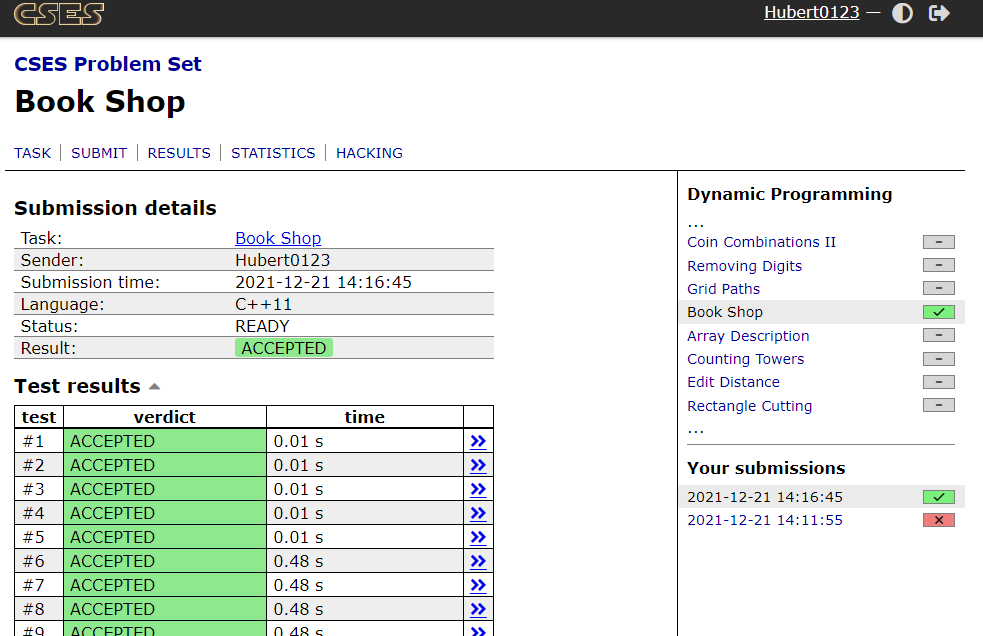 CSES
Hubert0123 —
CSES Problem Set
Book Shop
TASK | SUBMIT | RESULTS | STATISTICS | HACKING
Submission details
Task: Book Shop
Sender: Hubert0123
Submission time: 2021-12-21 14:16:45
Language: C++11
Status: READY
Result: ACCEPTED
Test results
test verdict time
#1 ACCEPTED 0.01 s »
#2 ACCEPTED 0.01 s »
#3 ACCEPTED 0.01 s »
#4 ACCEPTED 0.01 s »
#5 ACCEPTED 0.01 s »
#6 ACCEPTED 0.48 s »
#7 ACCEPTED 0.48 s »
#8 ACCEPTED 0.48 s »
#9 ACCEPTED 0.48 s »
Dynamic Programming
...
Coin Combinations II –
Removing Digits –
Grid Paths –
Book Shop
Array Description –
Counting Towers –
Edit Distance –
Rectangle Cutting –
...
Your submissions
2021-12-21 14:16:45
2021-12-21 14:11:55